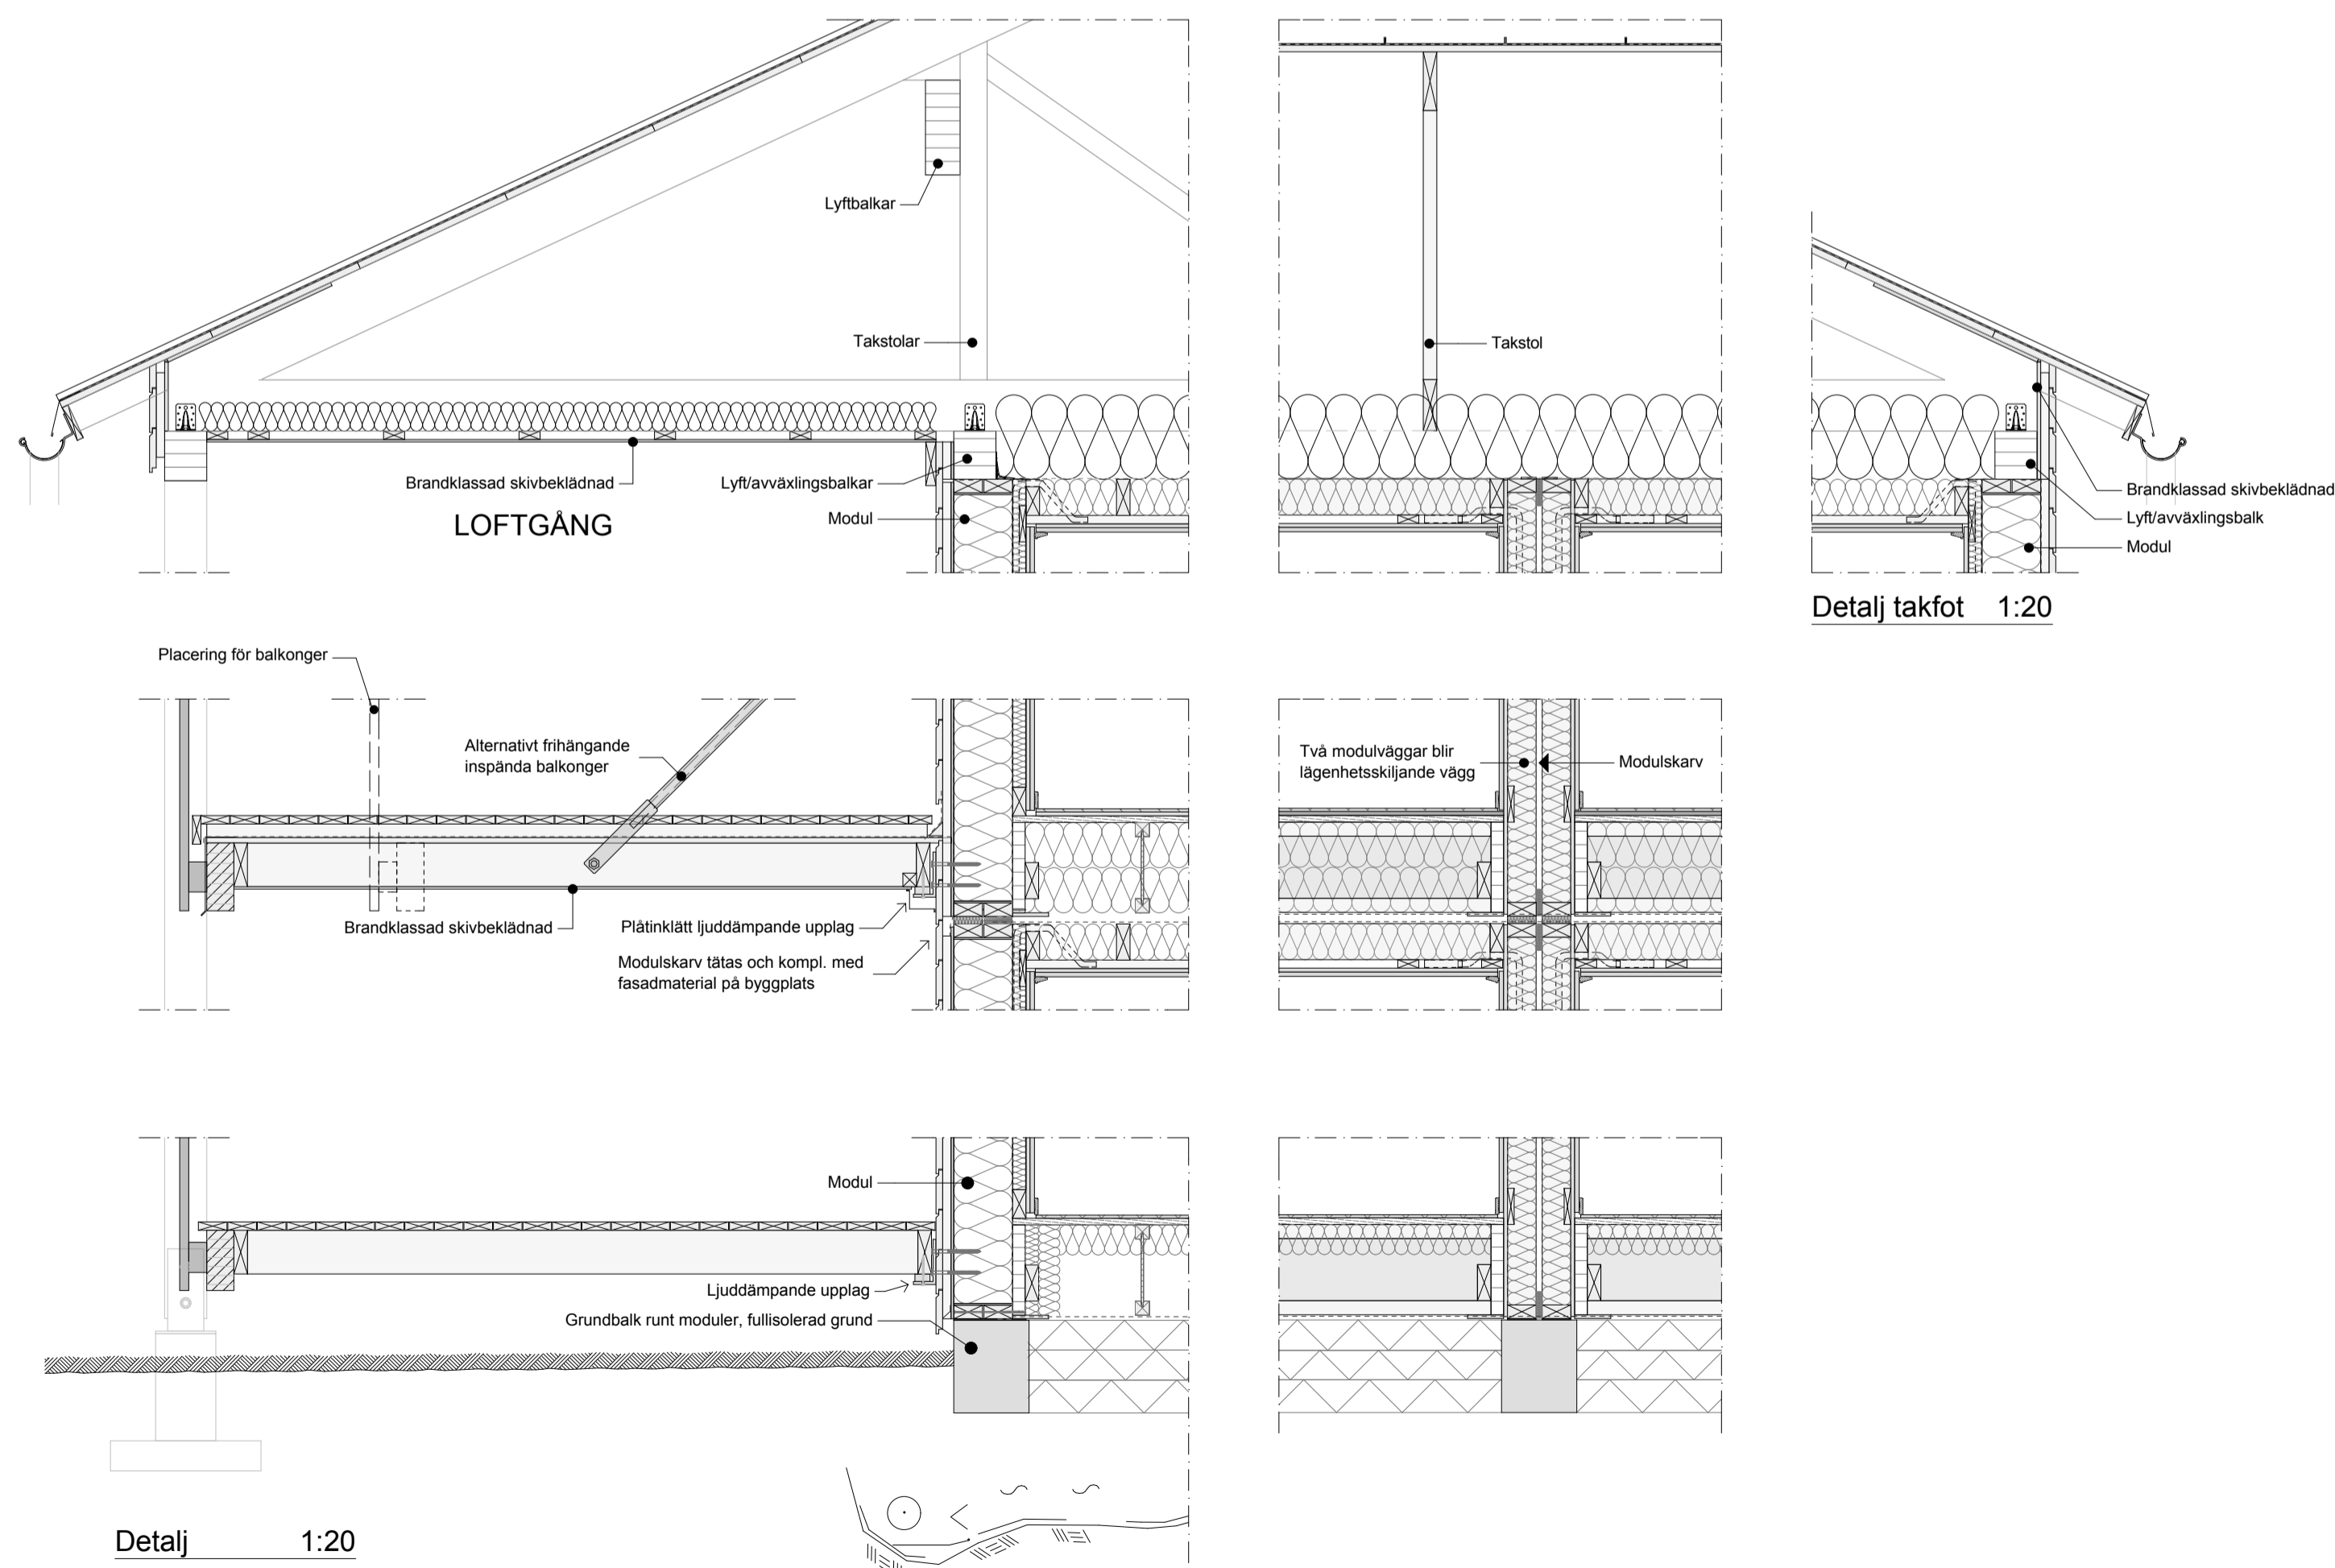 Lyftbalkar
Takstolar
Takstol
Brandklassad skivbeklädnad
Lyft/avväxlingsbalkar
LOFTGÅNG
Modul
Brandklassad skivbeklädnad
Lyft/avväxlingsbalk
Modul
Detalj takfot 1:20
Placering för balkonger
Alternativt frihängande
inspända balkonger
Två modulväggar blir
lägenhetsskiljande vägg
Modulskarv
Brandklassad skivbeklädnad
Plåtinklätt ljuddämpande upplag
Modulskarv tätas och kompl. med
fasadmaterial på byggplats
Modul
Ljuddämpande upplag
Grundbalk runt moduler, fullisolerad grund
Detalj 1:20